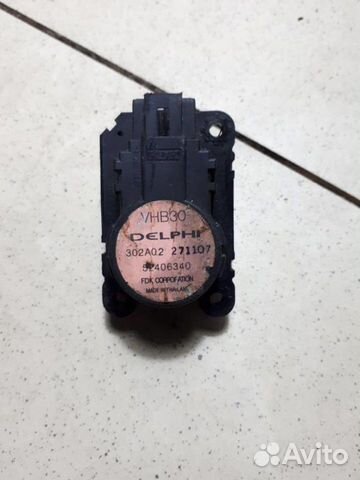 VHB30
DELPHI
302A02 271107
52406340
FDK CORPORATION
MADE IN THAILAND
Avito